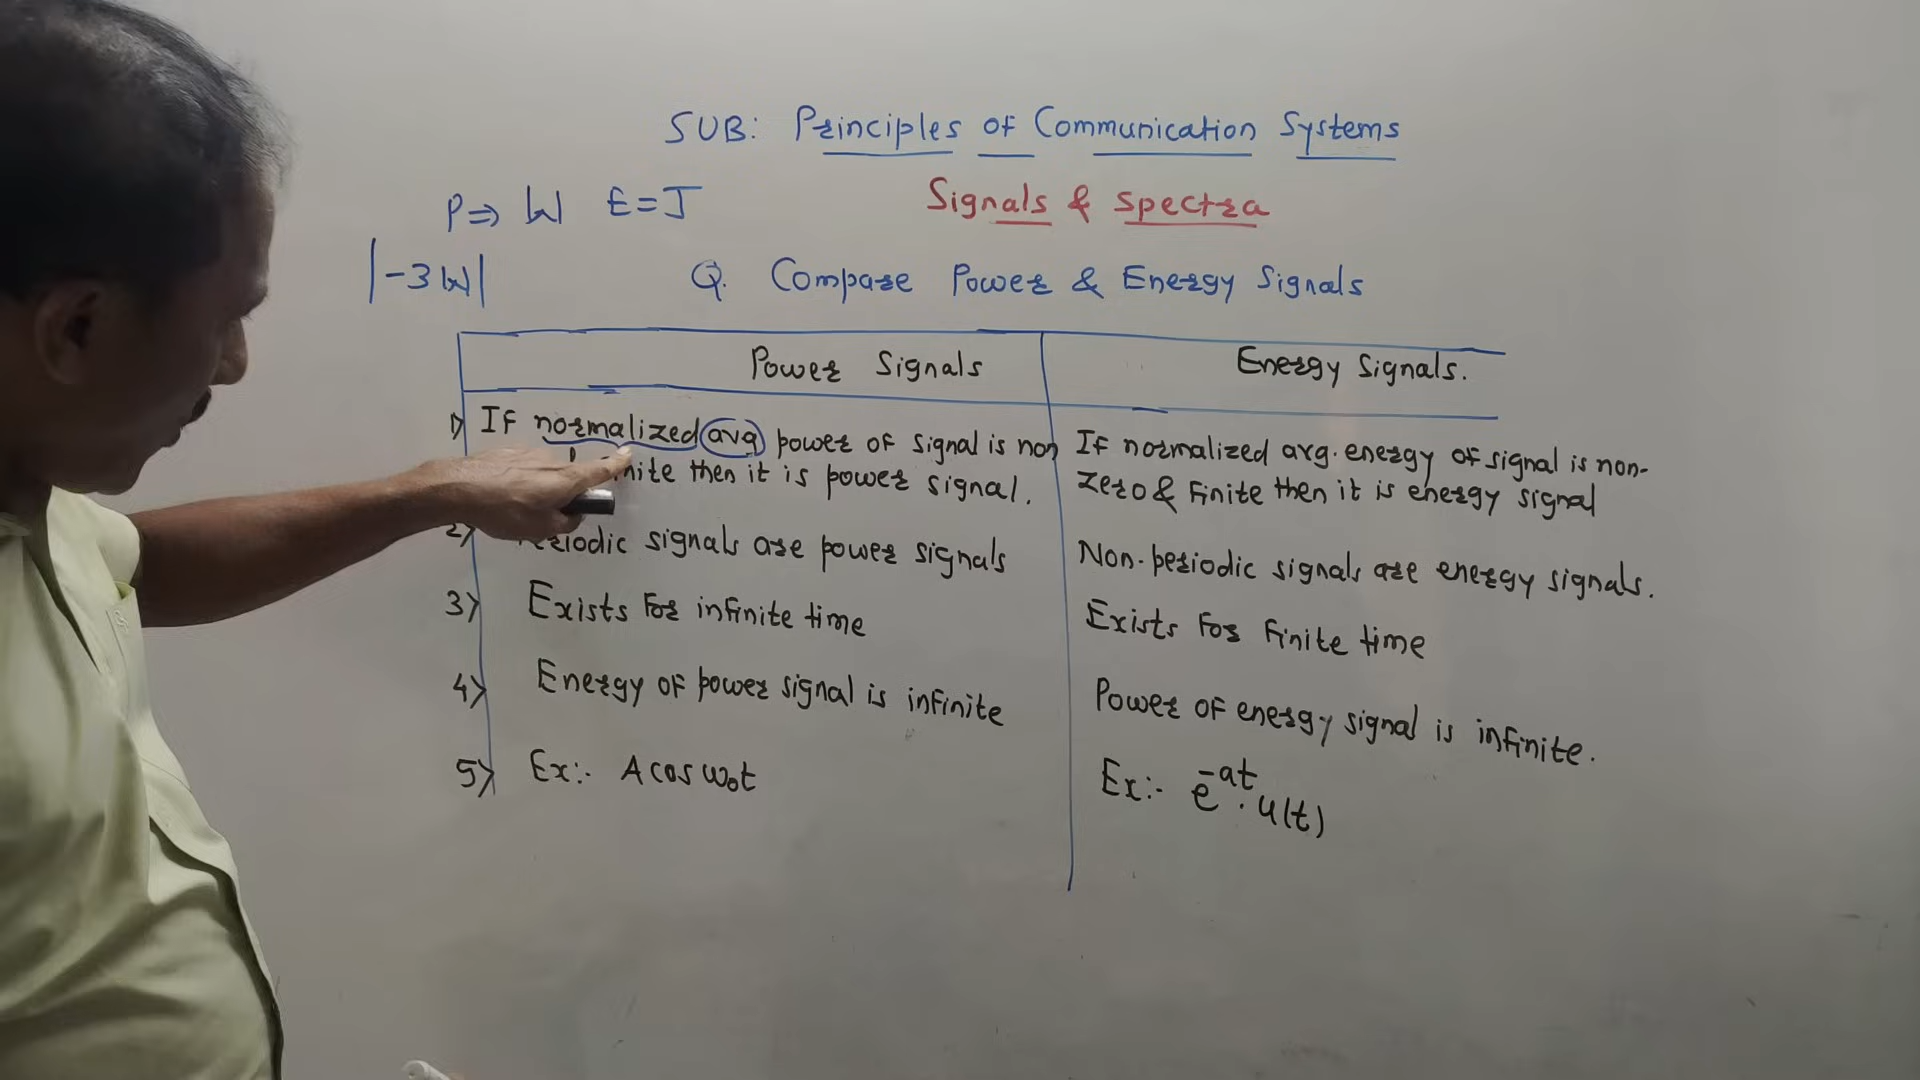 SUB: Principles of Communication Systems
P⇒ W E=J
Signals & Spectra
|-3W|
Q. Compare Power & Energy Signals
Power Signals
Energy Signals.
1) If normalized avg power of signal is non
finite then it is power signal.
If normalized avg. energy of signal is non-
zero & finite then it is energy signal
2) Periodic signals are power signals
Non-periodic signals are energy signals.
3) Exists for infinite time
Exists for finite time
4) Energy of power signal is infinite
Power of energy signal is infinite.
5) Ex:- A cos ω₀t
Ex:- e^-at . u(t)